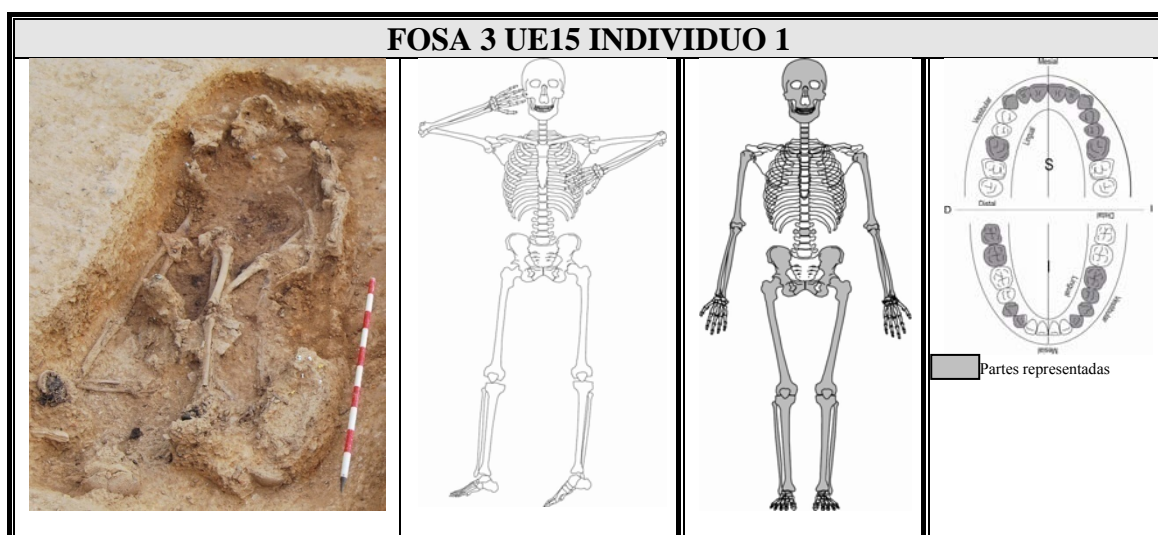 FOSA 3 UE15 INDIVIDUO 1
Mesial
Vestibular
Lingual
S
Distal
D
I
Distal
I
Lingual
Vestibular
Mesial
Partes representadas